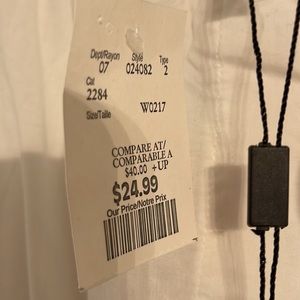 Dept/Rayon Style Type
07 024082 2
Cat
2284 W0217
Size/Taille
COMPARE AT/
COMPARABLE A
$40.00 + UP
$24.99
Our Price/Notre Prix